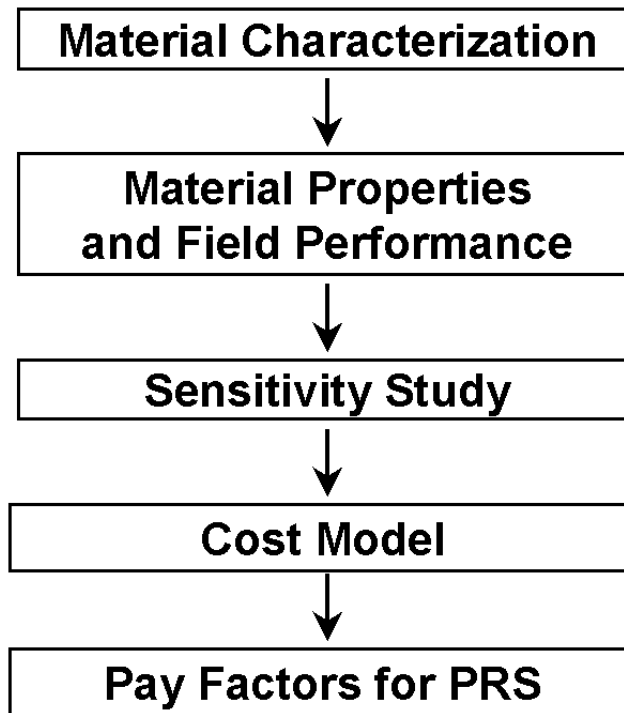 Material Characterization
Material Properties
and Field Performance
Sensitivity Study
Cost Model
Pay Factors for PRS